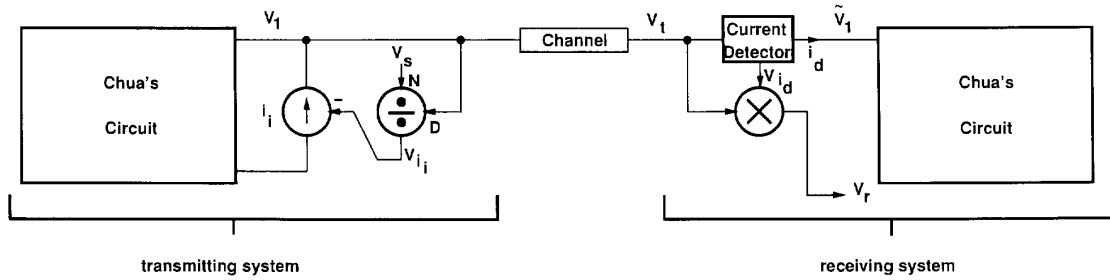 Chua's
Circuit
V1
ii
-
Vs
N
÷
D
Vii
Channel
Vt
Current
Detector
id
Ṽ1
Vid
×
Vr
Chua's
Circuit
transmitting system
receiving system